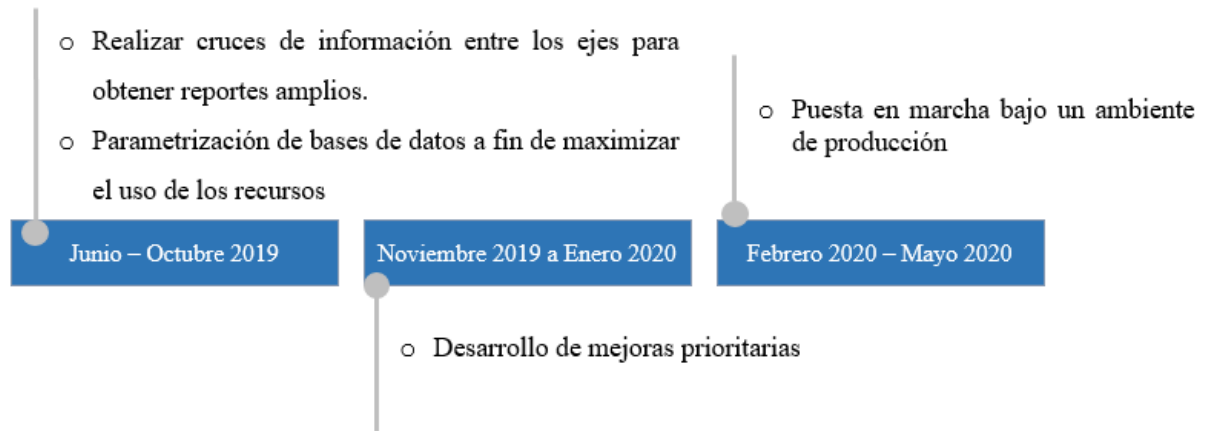 o Realizar cruces de información entre los ejes para
obtener reportes amplios.
o Parametrización de bases de datos a fin de maximizar
el uso de los recursos
o Puesta en marcha bajo un ambiente
de producción
Junio – Octubre 2019
Noviembre 2019 a Enero 2020
Febrero 2020 – Mayo 2020
o Desarrollo de mejoras prioritarias